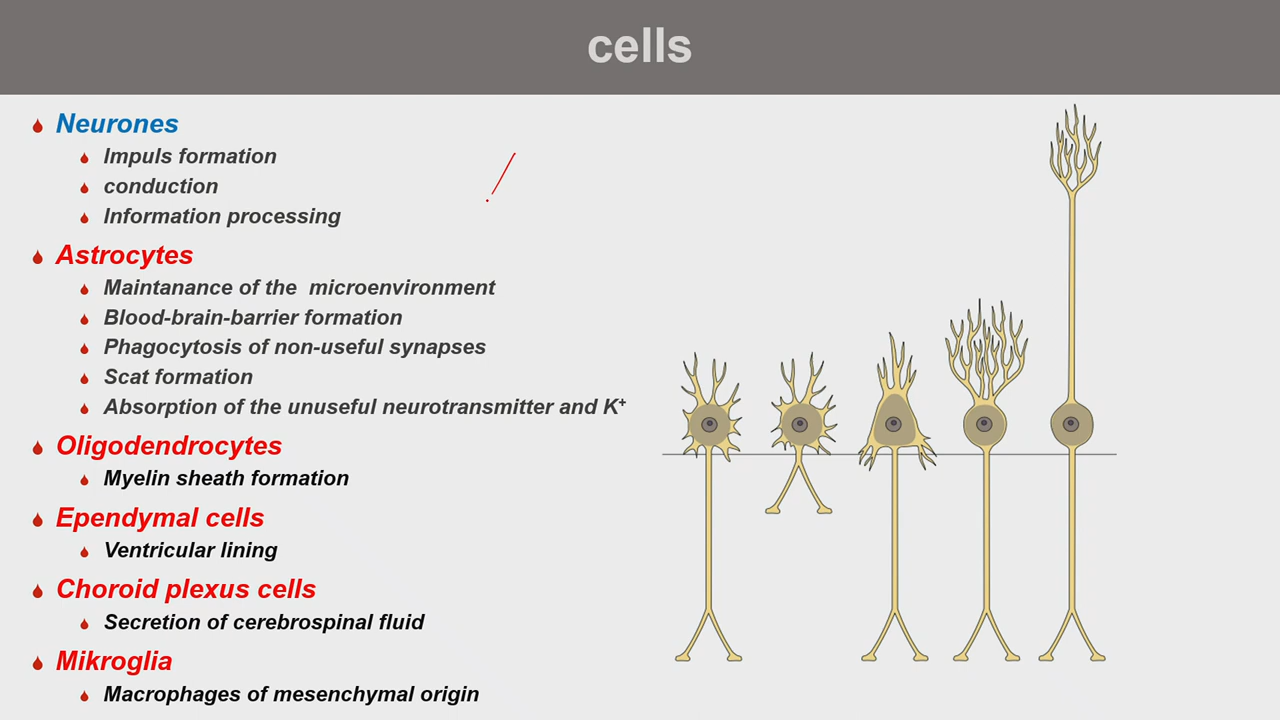 cells
Neurones
Impuls formation
conduction
Information processing
Astrocytes
Maintanance of the  microenvironment
Blood-brain-barrier formation
Phagocytosis of non-useful synapses
Scat formation
Absorption of the unuseful neurotransmitter and K⁺
Oligodendrocytes
Myelin sheath formation
Ependymal cells
Ventricular lining
Choroid plexus cells
Secretion of cerebrospinal fluid
Mikroglia
Macrophages of mesenchymal origin